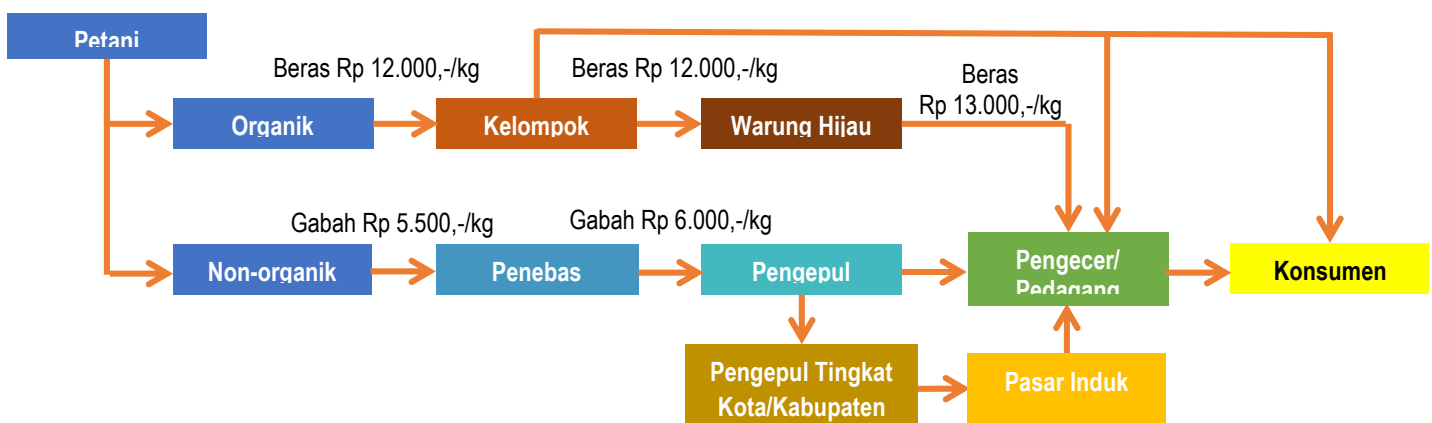 Petani
Beras Rp 12.000,-/kg
Beras Rp 12.000,-/kg
Beras
Rp 13.000,-/kg
Organik
Kelompok
Warung Hijau
Gabah Rp 5.500,-/kg
Gabah Rp 6.000,-/kg
Non-organik
Penebas
Pengepul
Pengecer/
Pedagang
Konsumen
Pengepul Tingkat
Kota/Kabupaten
Pasar Induk